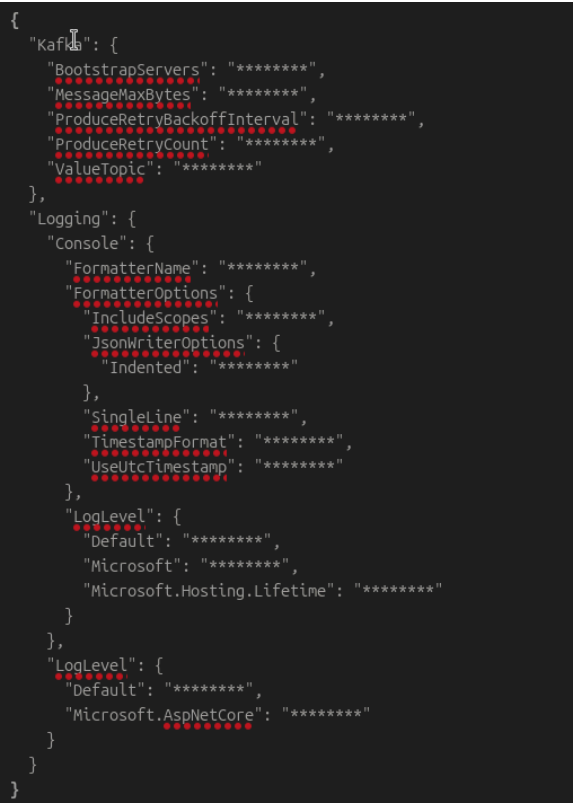 {
  "Kafka": {
    "BootstrapServers": "********",
    "MessageMaxBytes": "********",
    "ProduceRetryBackoffInterval": "********",
    "ProduceRetryCount": "********",
    "ValueTopic": "********"
  },
  "Logging": {
    "Console": {
      "FormatterName": "********",
      "FormatterOptions": {
        "IncludeScopes": "********",
        "JsonWriterOptions": {
          "Indented": "********"
        },
        "SingleLine": "********",
        "TimestampFormat": "********",
        "UseUtcTimestamp": "********"
      },
      "LogLevel": {
        "Default": "********",
        "Microsoft": "********",
        "Microsoft.Hosting.Lifetime": "********"
      }
    },
    "LogLevel": {
      "Default": "********",
      "Microsoft.AspNetCore": "********"
    }
  }
}